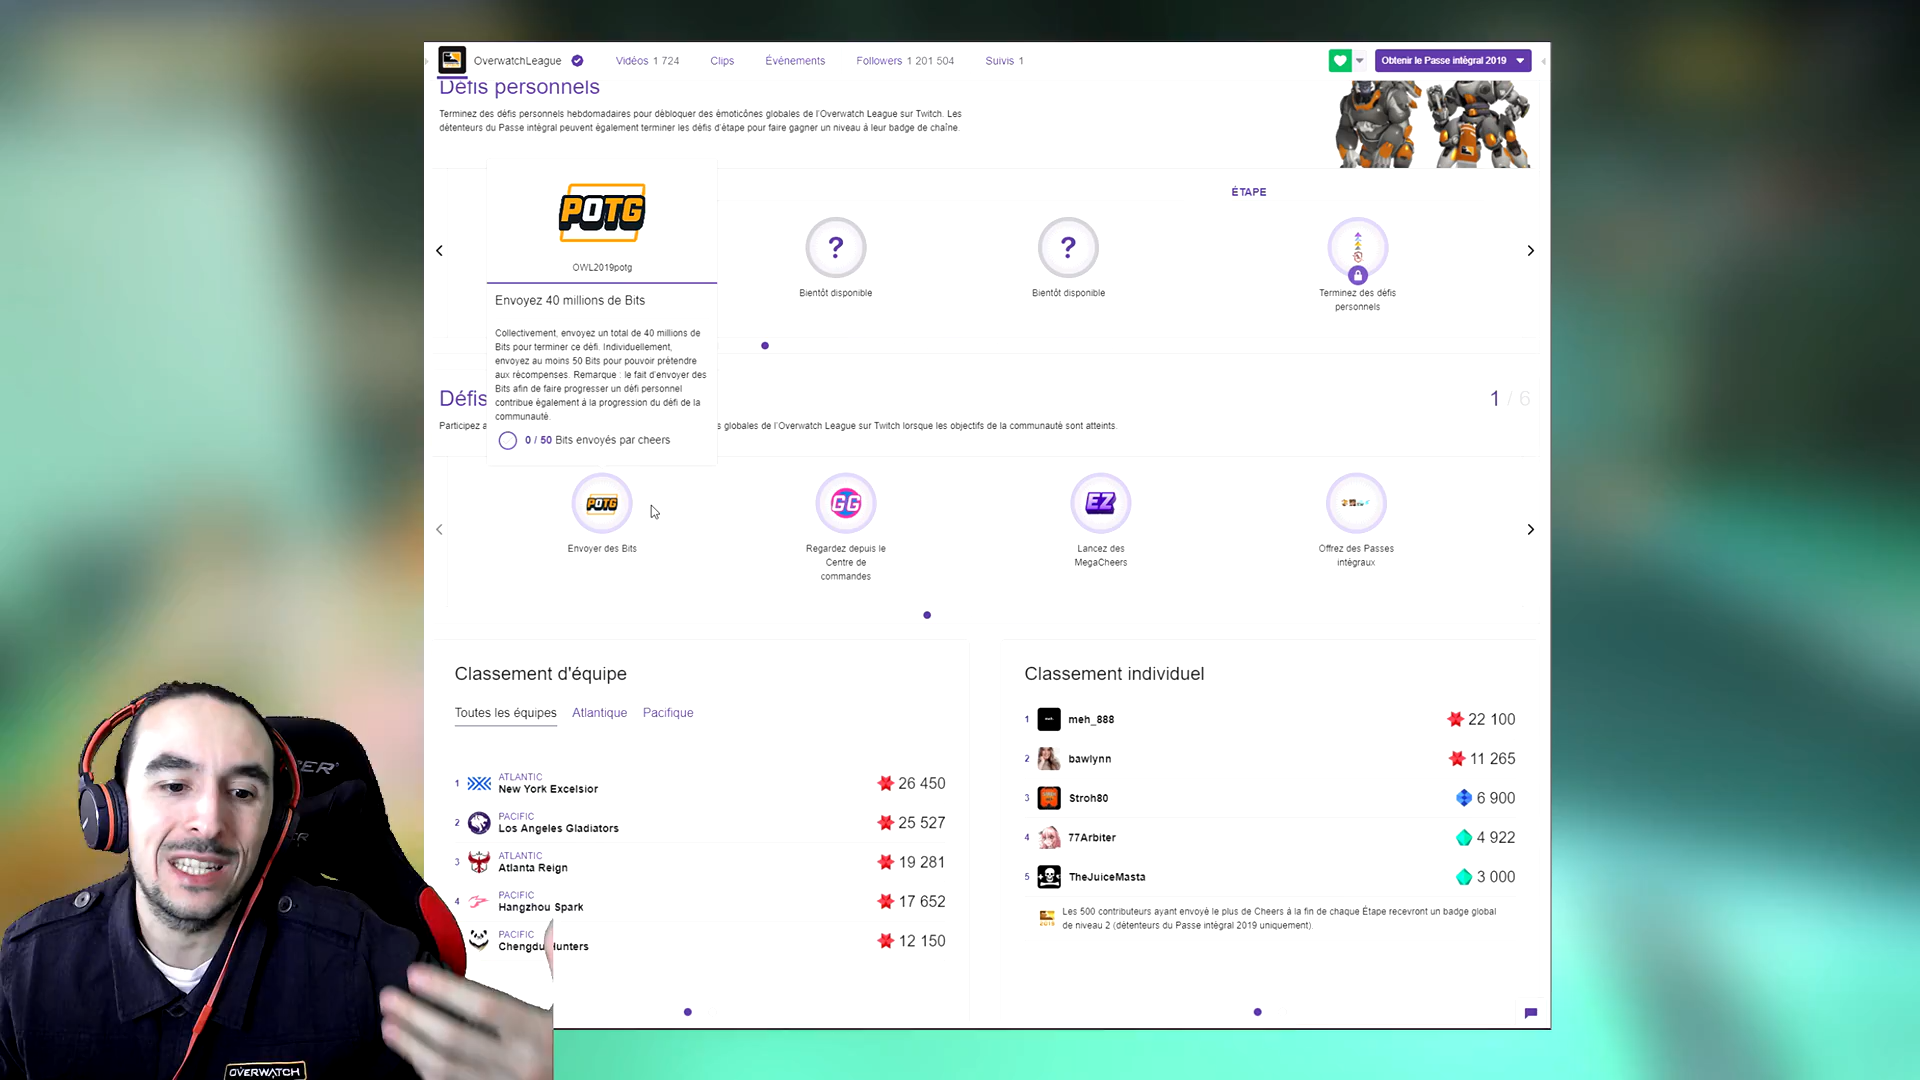 OverwatchLeague
Vidéos 1 724
Clips
Événements
Followers 1 201 504
Suivis 1
Obtenir le Passe intégral 2019
Défis personnels
Terminez des défis personnels hebdomadaires pour débloquer des émoticônes globales de l'Overwatch League sur Twitch. Les
détenteurs du Passe intégral peuvent également terminer les défis d'étape pour faire gagner un niveau à leur badge de chaîne.
ÉTAPE
POTG
OWL2019potg
Envoyez 40 millions de Bits
Collectivement, envoyez un total de 40 millions de
Bits pour terminer ce défi. Individuellement,
envoyez au moins 50 Bits pour pouvoir prétendre
aux récompenses. Remarque : le fait d'envoyer des
Bits afin de faire progresser un défi personnel
contribue également à la progression du défi de la
communauté.
0 / 50 Bits envoyés par cheers
?
Bientôt disponible
?
Bientôt disponible
Terminez des défis
personnels
Défis
1 / 6
Participez a
s globales de l'Overwatch League sur Twitch lorsque les objectifs de la communauté sont atteints.
POTG
Envoyer des Bits
GG
Regardez depuis le
Centre de
commandes
EZ
Lancez des
MegaCheers
Offrez des Passes
intégraux
Classement d'équipe
Toutes les équipes
Atlantique
Pacifique
1 ATLANTIC
New York Excelsior
26 450
2 PACIFIC
Los Angeles Gladiators
25 527
3 ATLANTIC
Atlanta Reign
19 281
4 PACIFIC
Hangzhou Spark
17 652
PACIFIC
Chengdu Hunters
12 150
Classement individuel
1 meh_888 22 100
2 bawlynn 11 265
3 Stroh80 6 900
4 77Arbiter 4 922
5 TheJuiceMasta 3 000
Les 500 contributeurs ayant envoyé le plus de Cheers à la fin de chaque Étape recevront un badge global
de niveau 2 (détenteurs du Passe intégral 2019 uniquement).
OVERWATCH